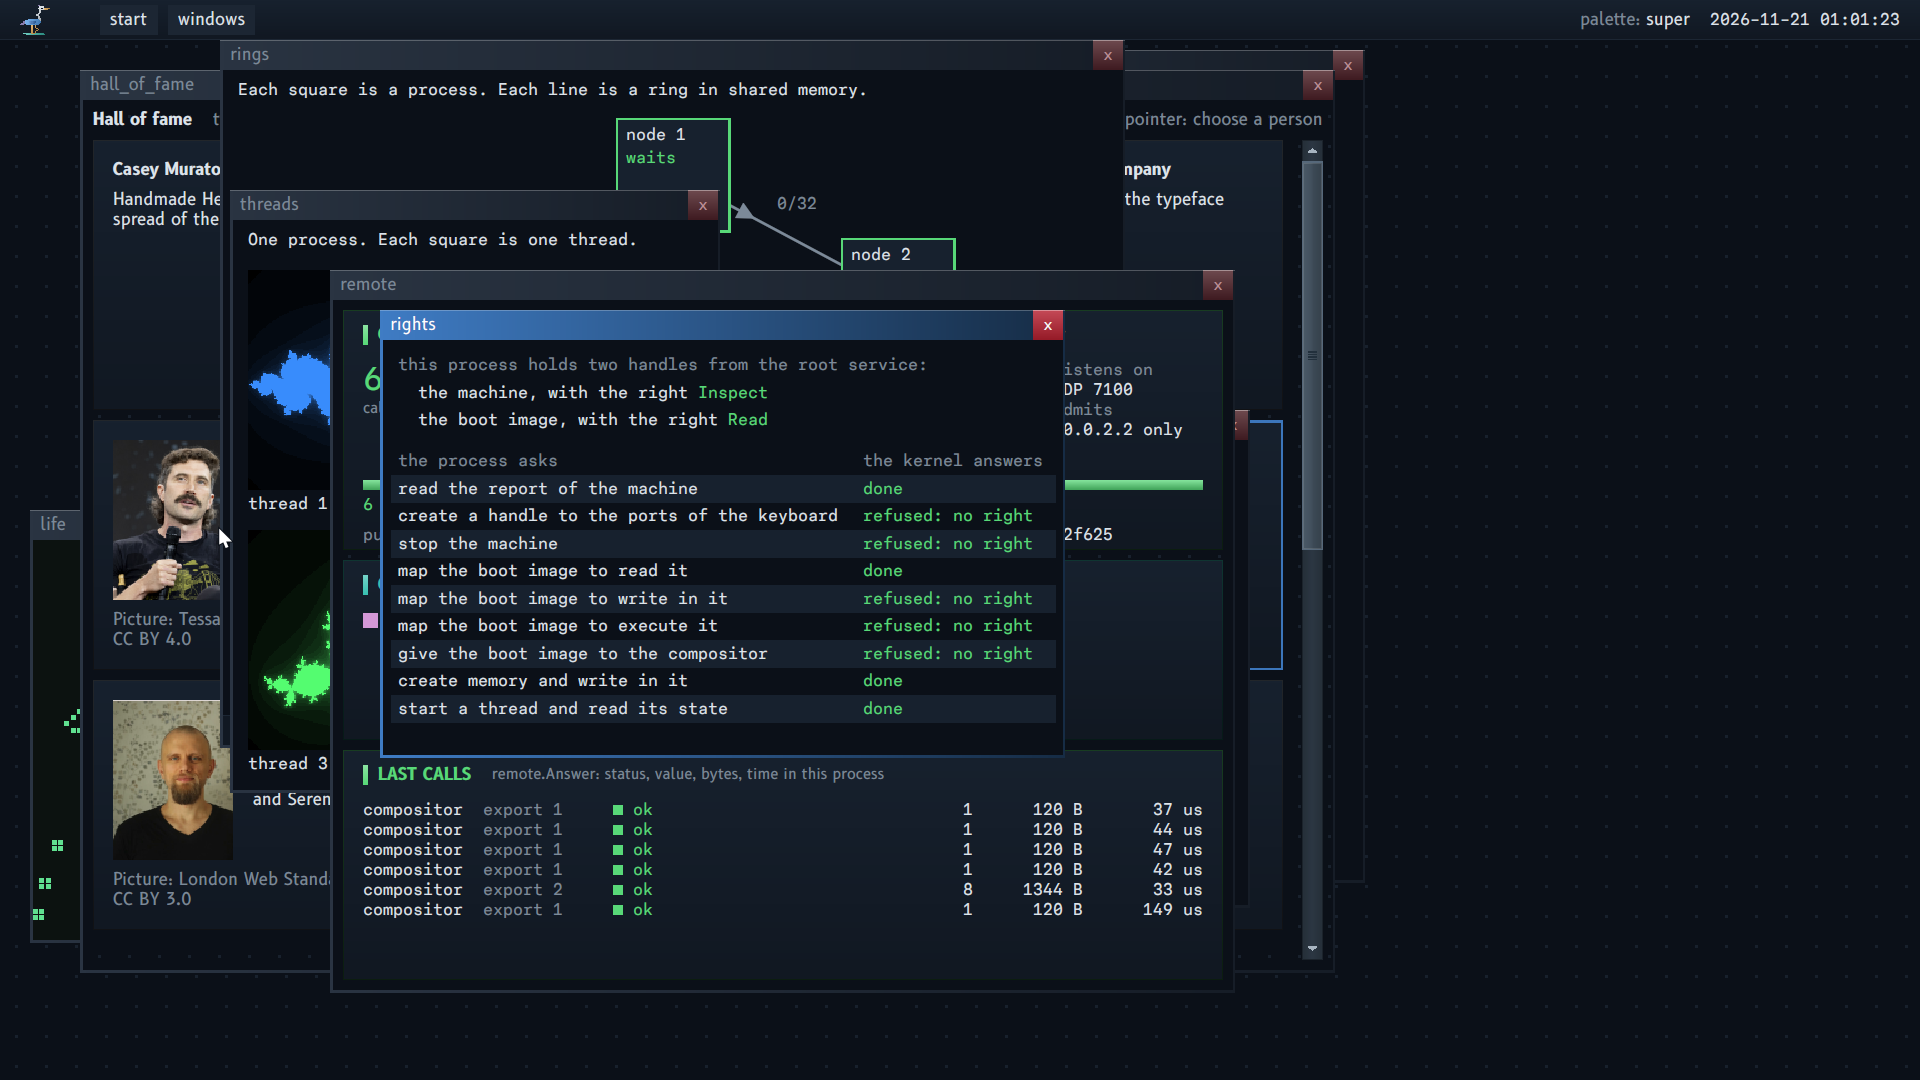 start windows palette: super 2026-11-21 01:01:23
rings x
Each square is a process. Each line is a ring in shared memory.
node 1
waits
0/32
node 2
x
x
hall_of_fame
Hall of fame
pointer: choose a person
Casey Murato
Handmade He
spread of the
the typeface
Picture: Tessa
CC BY 4.0
and Seren
Picture: London Web Standa
CC BY 3.0
life
threads x
One process. Each square is one thread.
thread 1
thread 3
remote x
6
istens on
DP 7100
dmits
0.0.2.2 only
6
2f625
rights x
this process holds two handles from the root service:
the machine, with the right Inspect
the boot image, with the right Read
the process asks the kernel answers
read the report of the machine done
create a handle to the ports of the keyboard refused: no right
stop the machine refused: no right
map the boot image to read it done
map the boot image to write in it refused: no right
map the boot image to execute it refused: no right
give the boot image to the compositor refused: no right
create memory and write in it done
start a thread and read its state done
LAST CALLS remote.Answer: status, value, bytes, time in this process
compositor export 1 ok 1 120 B 37 us
compositor export 1 ok 1 120 B 44 us
compositor export 1 ok 1 120 B 47 us
compositor export 1 ok 1 120 B 42 us
compositor export 2 ok 8 1344 B 33 us
compositor export 1 ok 1 120 B 149 us